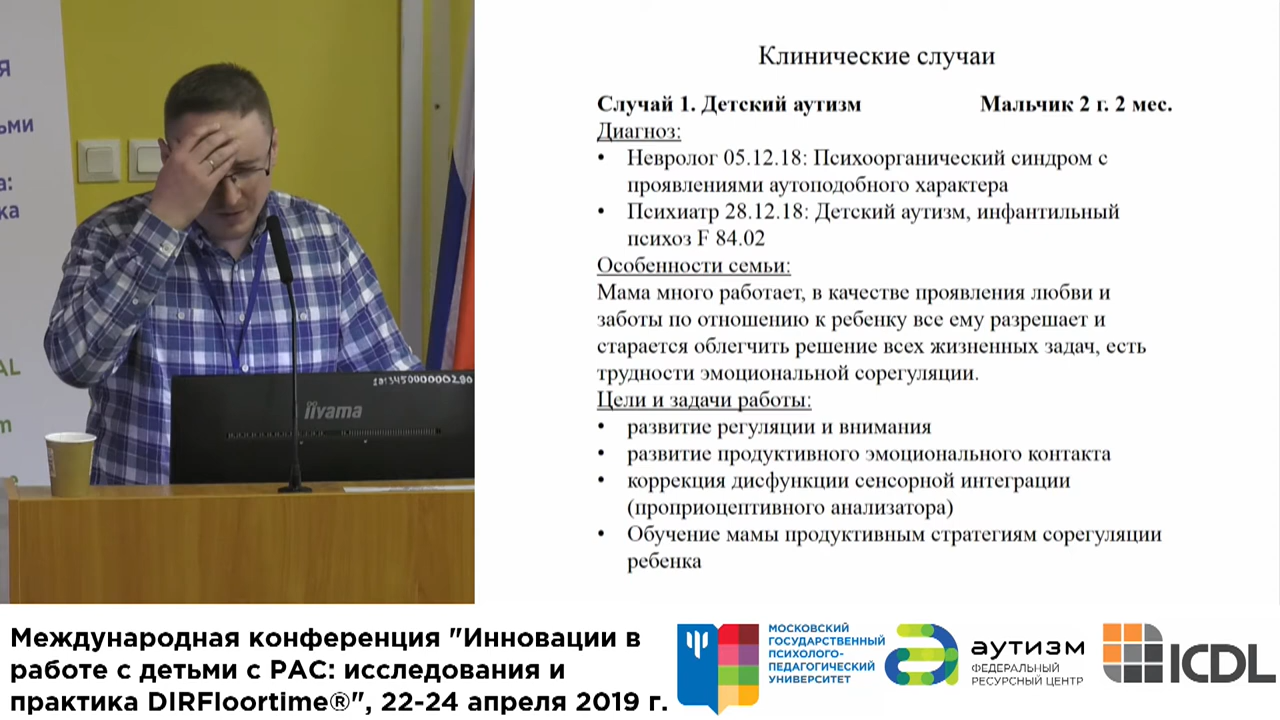 Я
ьми
а:
ка
AL
m
iiyama
Клинические случаи
Случай 1. Детский аутизм Мальчик 2 г. 2 мес.
Диагноз:
• Невролог 05.12.18: Психоорганический синдром с
проявлениями аутоподобного характера
• Психиатр 28.12.18: Детский аутизм, инфантильный
психоз F 84.02
Особенности семьи:
Мама много работает, в качестве проявления любви и
заботы по отношению к ребенку все ему разрешает и
старается облегчить решение всех жизненных задач, есть
трудности эмоциональной сорегуляции.
Цели и задачи работы:
• развитие регуляции и внимания
• развитие продуктивного эмоционального контакта
• коррекция дисфункции сенсорной интеграции
(проприоцептивного анализатора)
• Обучение мамы продуктивным стратегиям сорегуляции
ребенка
Международная конференция "Инновации в
работе с детьми с РАС: исследования и
практика DIRFloortime®", 22-24 апреля 2019 г.
МОСКОВСКИЙ
ГОСУДАРСТВЕННЫЙ
ПСИХОЛОГО-
ПЕДАГОГИЧЕСКИЙ
УНИВЕРСИТЕТ
аутизм
ФЕДЕРАЛЬНЫЙ
РЕСУРСНЫЙ ЦЕНТР
ICDL